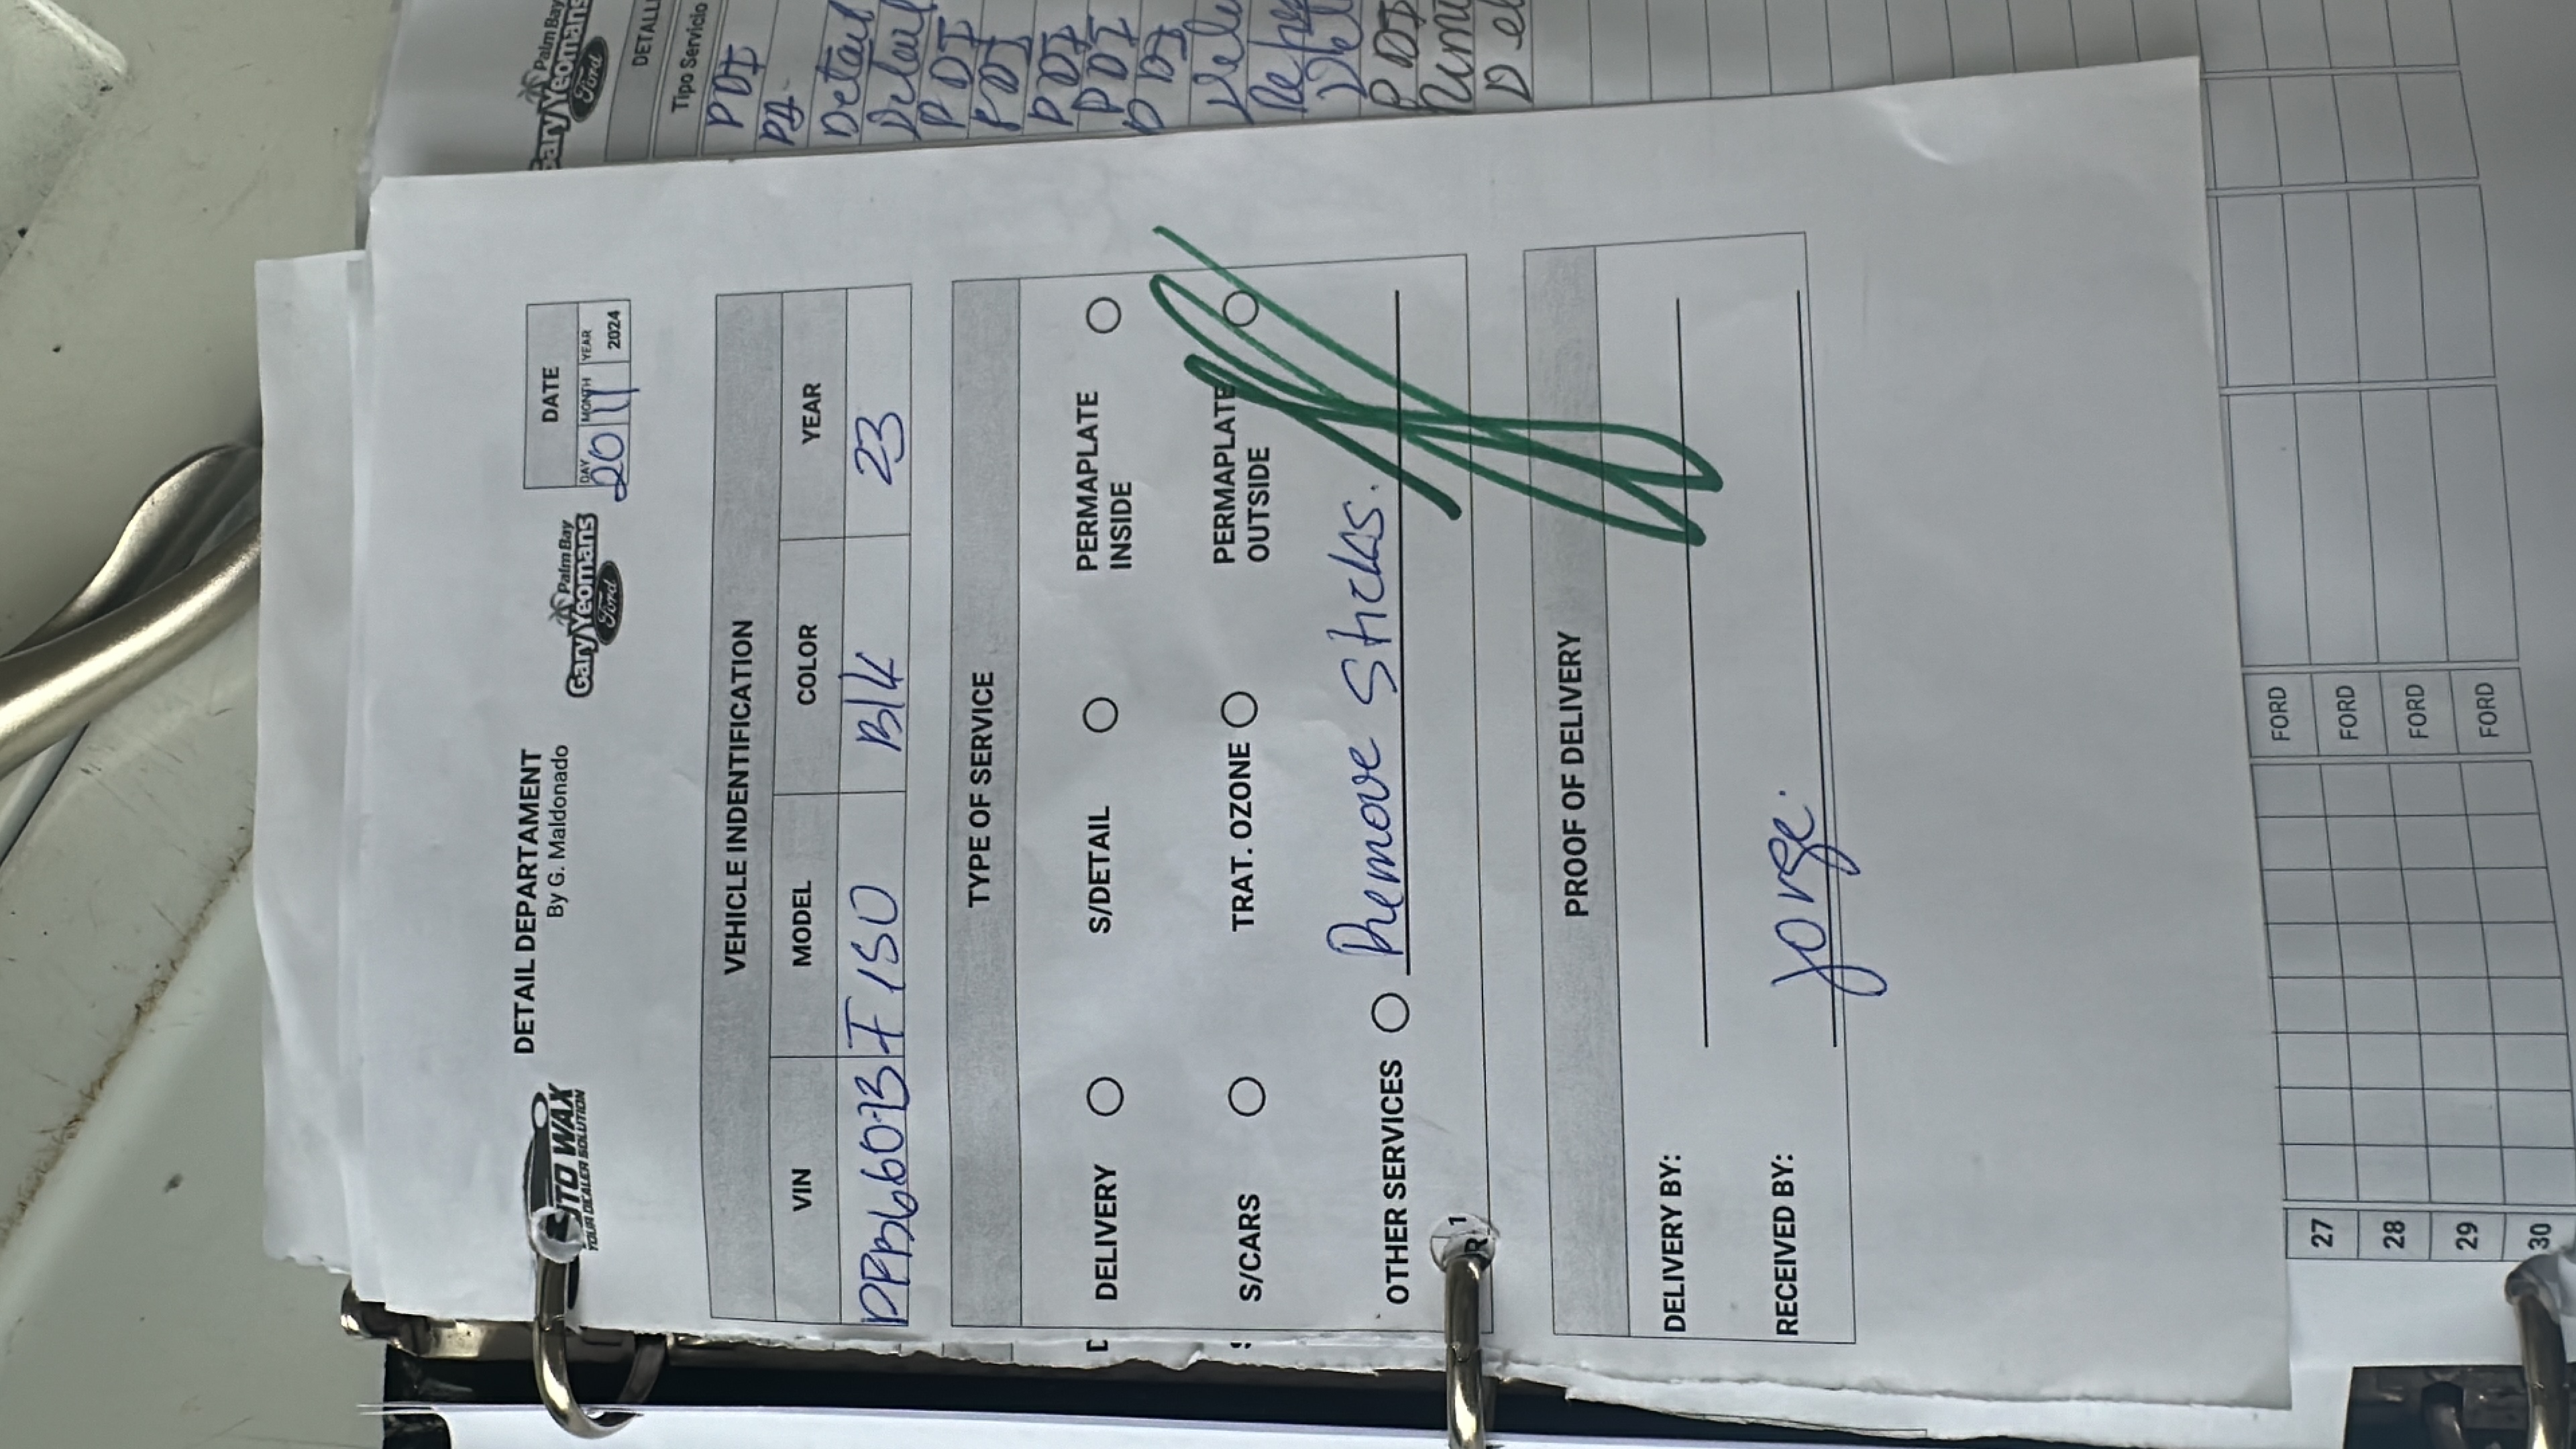 DETAIL DEPARTAMENT
By G. Maldonado
Gary Yeomans
Palm Bay
Ford
DATE
DAY MONTH YEAR
20 11 2024
AUTO WAX
YOUR DEALER SOLUTION
VEHICLE INDENTIFICATION
VIN MODEL COLOR YEAR
F150 Blk 23
TYPE OF SERVICE
DELIVERY S/DETAIL PERMAPLATE INSIDE
S/CARS TRAT. OZONE PERMAPLATE OUTSIDE
OTHER SERVICES Remove
PROOF OF DELIVERY
DELIVERY BY:
RECEIVED BY: Jorge.
Gary Yeomans
Palm Bay
Ford
Tipo Servicio
PDI
Detail
Detail
PDI
PDI
PDI
PDI
PDI
PDI
FORD
27 FORD
28 FORD
29 FORD
30